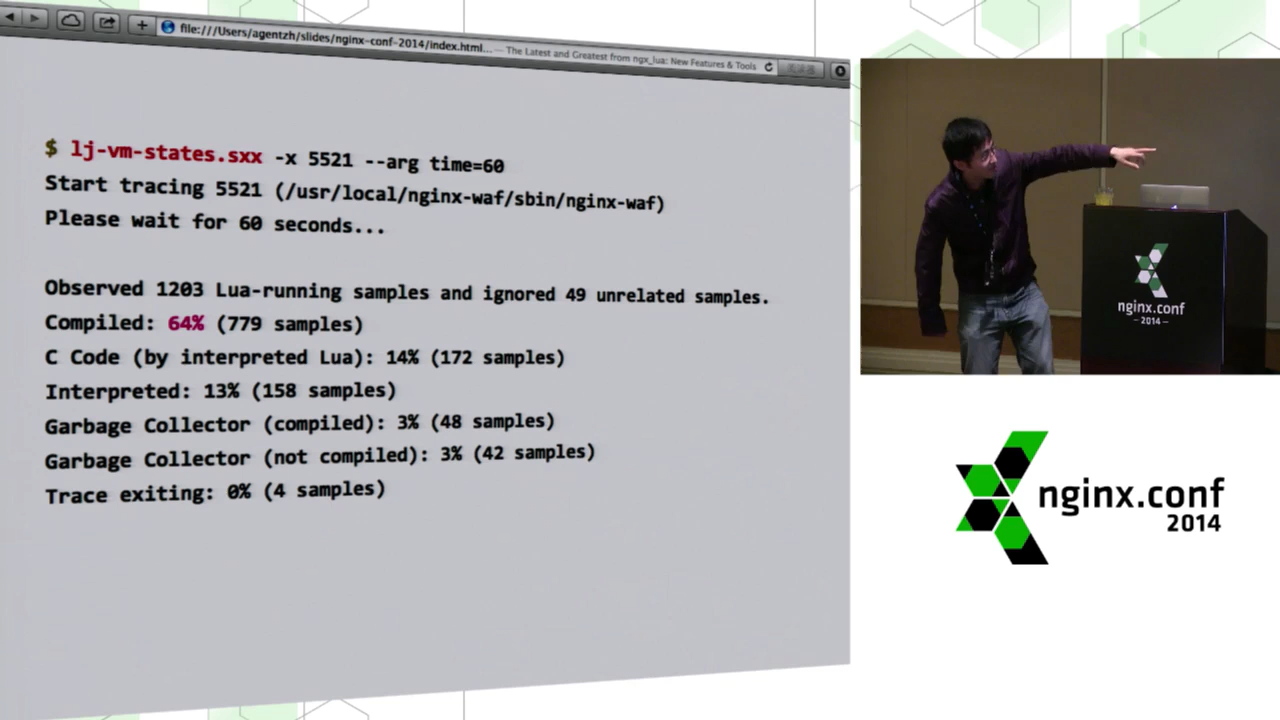 file:///Users/agentzh/slides/nginx-conf-2014/index.html... — The Latest and Greatest from ngx_lua: New Features & Tools
$ lj-vm-states.sxx -x 5521 --arg time=60
Start tracing 5521 (/usr/local/nginx-waf/sbin/nginx-waf)
Please wait for 60 seconds...
Observed 1203 Lua-running samples and ignored 49 unrelated samples.
Compiled: 64% (779 samples)
C Code (by interpreted Lua): 14% (172 samples)
Interpreted: 13% (158 samples)
Garbage Collector (compiled): 3% (48 samples)
Garbage Collector (not compiled): 3% (42 samples)
Trace exiting: 0% (4 samples)
nginx.conf
—2014—
nginx.conf
2014